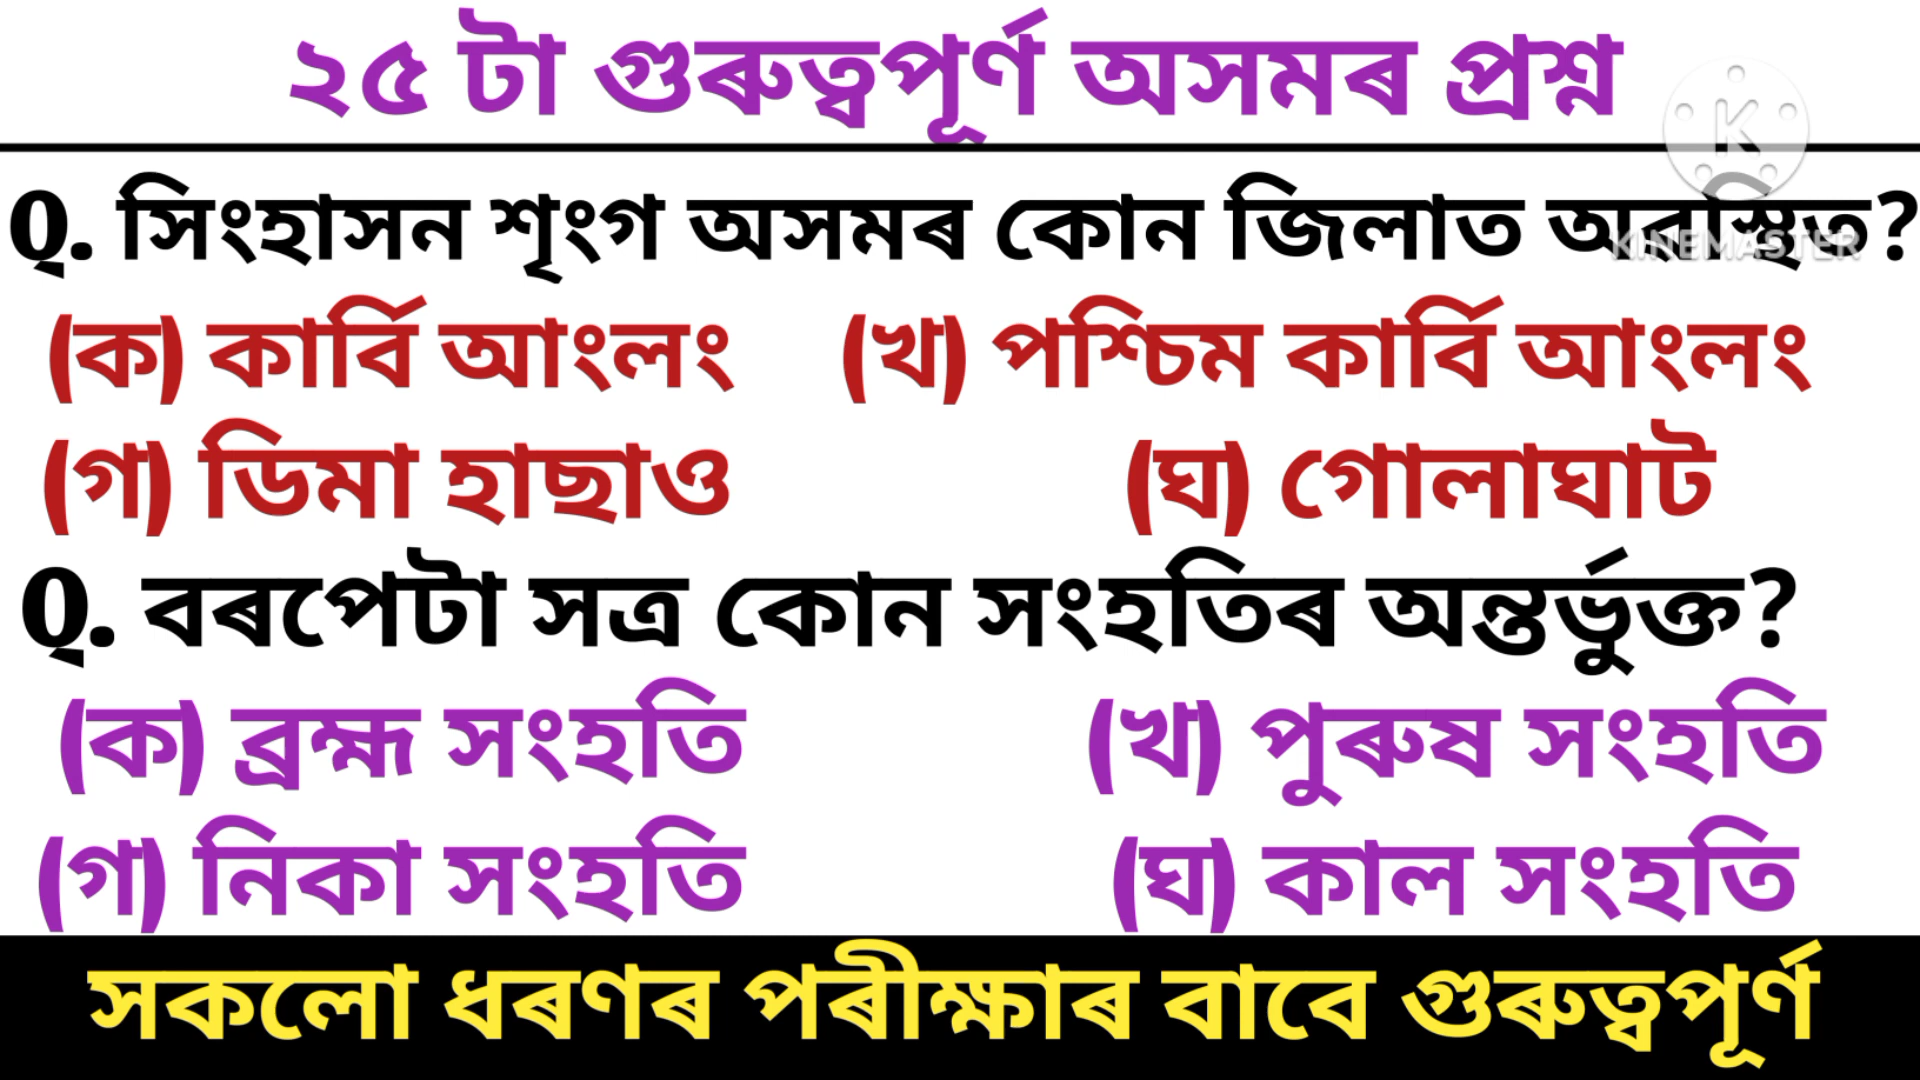 ২৫ টা গুৰুত্বপূৰ্ণ অসমৰ প্ৰশ্ন
Q. সিংহাসন শৃংগ অসমৰ কোন জিলাত অৱস্থিত?
(ক) কাৰ্বি আংলং (খ) পশ্চিম কাৰ্বি আংলং
(গ) ডিমা হাছাও (ঘ) গোলাঘাট
Q. বৰপেটা সত্ৰ কোন সংহতিৰ অন্তৰ্ভুক্ত?
(ক) ব্ৰহ্ম সংহতি (খ) পুৰুষ সংহতি
(গ) নিকা সংহতি (ঘ) কাল সংহতি
সকলো ধৰণৰ পৰীক্ষাৰ বাবে গুৰুত্বপূৰ্ণ
K
KINEMASTER